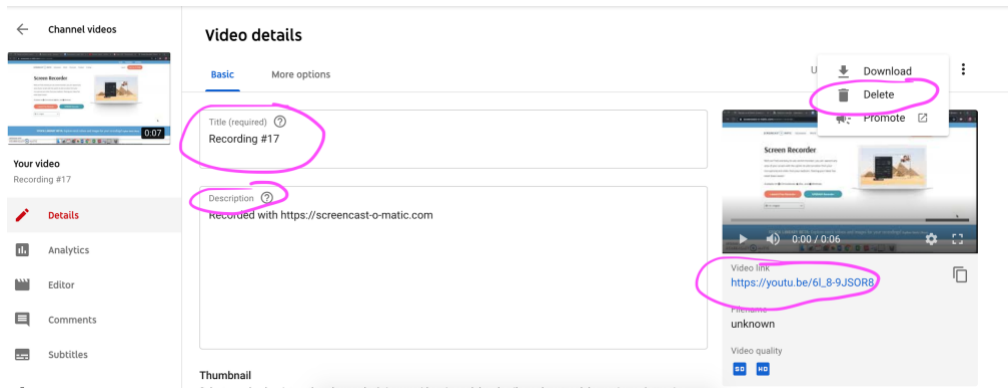 Channel videos
0:07
Your video
Recording #17
Details
Analytics
Editor
Comments
Subtitles
Video details
Basic
More options
U
Download
Delete
Promote
Title (required)
Recording #17
Description
Recorded with https://screencast-o-matic.com
Thumbnail
Screen Recorder
Screen Recorder
0:00 / 0:06
Video link
https://youtu.be/6l_8-9JSOR8
Filename
unknown
Video quality
SD HD